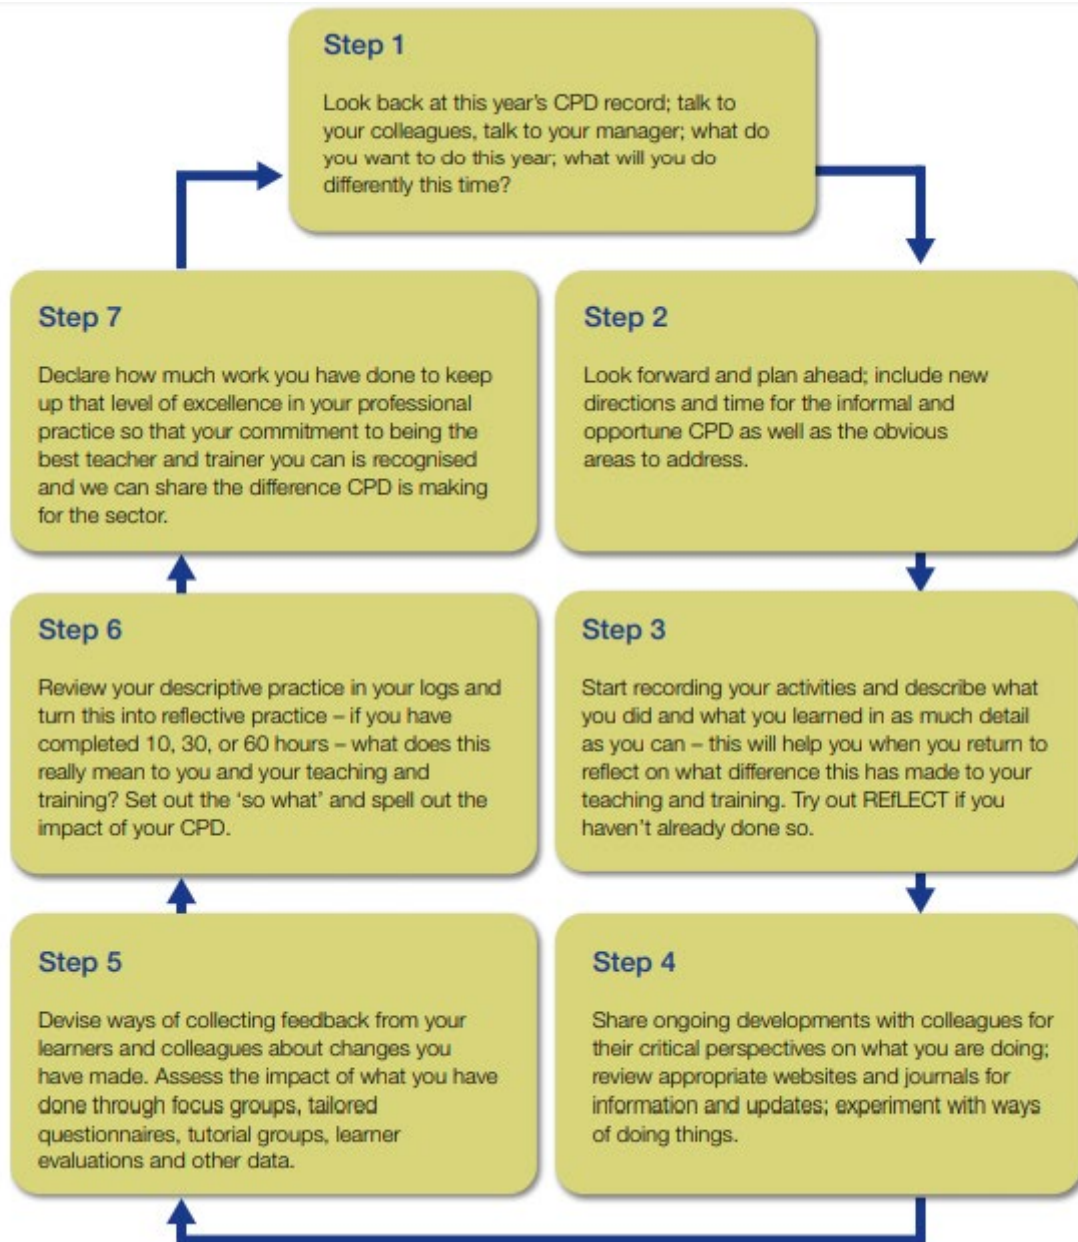 Step 1
Look back at this year's CPD record; talk to
your colleagues, talk to your manager; what do
you want to do this year; what will you do
differently this time?
Step 2
Look forward and plan ahead; include new
directions and time for the informal and
opportune CPD as well as the obvious
areas to address.
Step 3
Start recording your activities and describe what
you did and what you learned in as much detail
as you can – this will help you when you return to
reflect on what difference this has made to your
teaching and training. Try out REfLECT if you
haven't already done so.
Step 4
Share ongoing developments with colleagues for
their critical perspectives on what you are doing;
review appropriate websites and journals for
information and updates; experiment with ways
of doing things.
Step 5
Devise ways of collecting feedback from your
learners and colleagues about changes you
have made. Assess the impact of what you have
done through focus groups, tailored
questionnaires, tutorial groups, learner
evaluations and other data.
Step 6
Review your descriptive practice in your logs and
turn this into reflective practice – if you have
completed 10, 30, or 60 hours – what does this
really mean to you and your teaching and
training? Set out the 'so what' and spell out the
impact of your CPD.
Step 7
Declare how much work you have done to keep
up that level of excellence in your professional
practice so that your commitment to being the
best teacher and trainer you can is recognised
and we can share the difference CPD is making
for the sector.